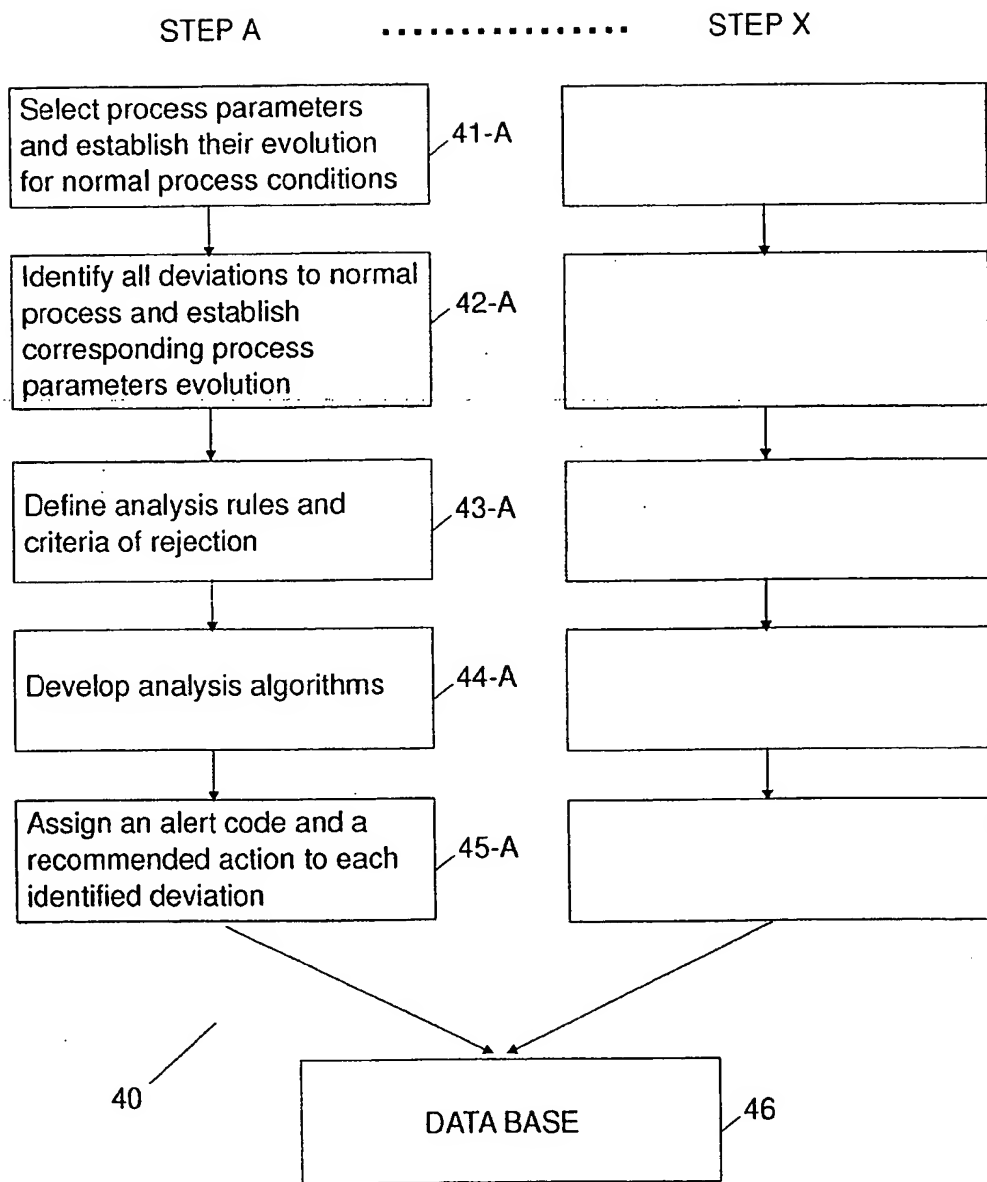 STEP A ............... STEP X
Select process parameters
and establish their evolution
for normal process conditions
41-A
Identify all deviations to normal
process and establish
corresponding process
parameters evolution
42-A
Define analysis rules and
criteria of rejection
43-A
Develop analysis algorithms
44-A
Assign an alert code and a
recommended action to each
identified deviation
45-A
40
DATA BASE
46